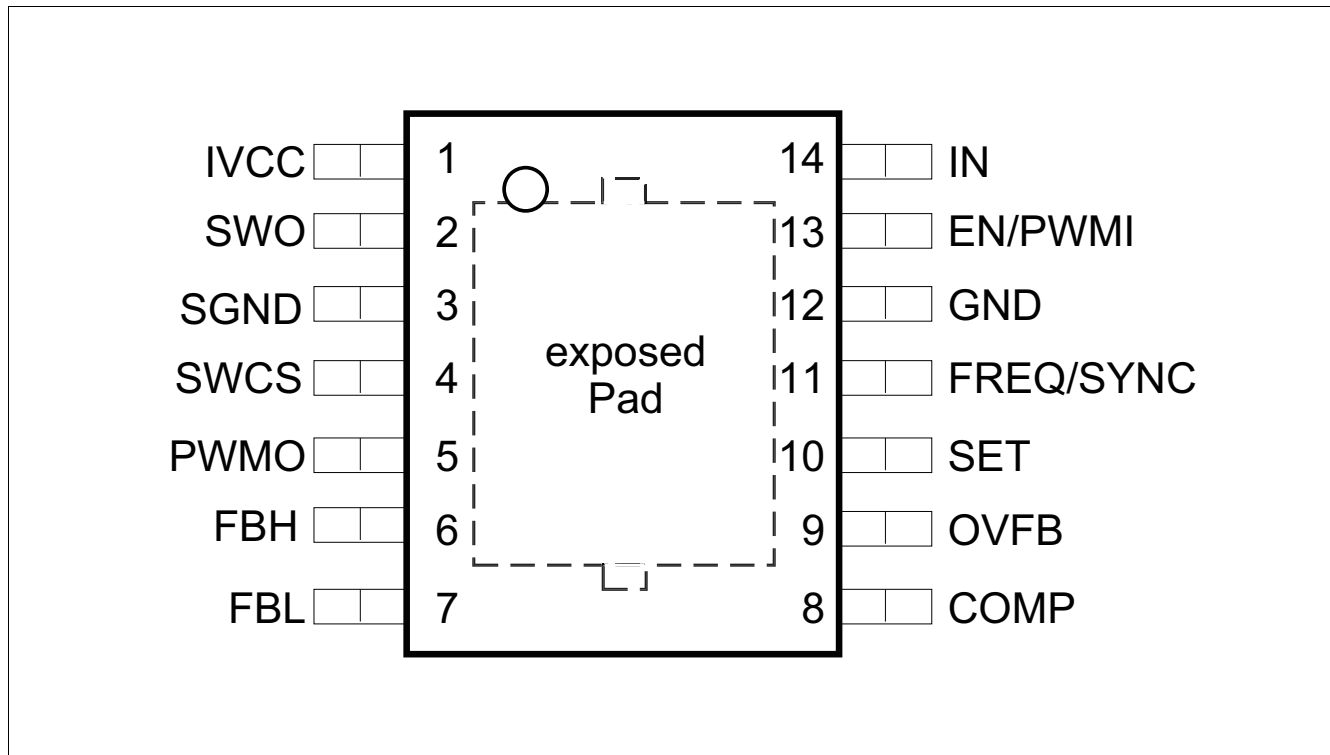 IVCC 1 14 IN
SWO 2 13 EN/PWMI
SGND 3 12 GND
SWCS 4 11 FREQ/SYNC
exposed
Pad
PWMO 5 10 SET
FBH 6 9 OVFB
FBL 7 8 COMP